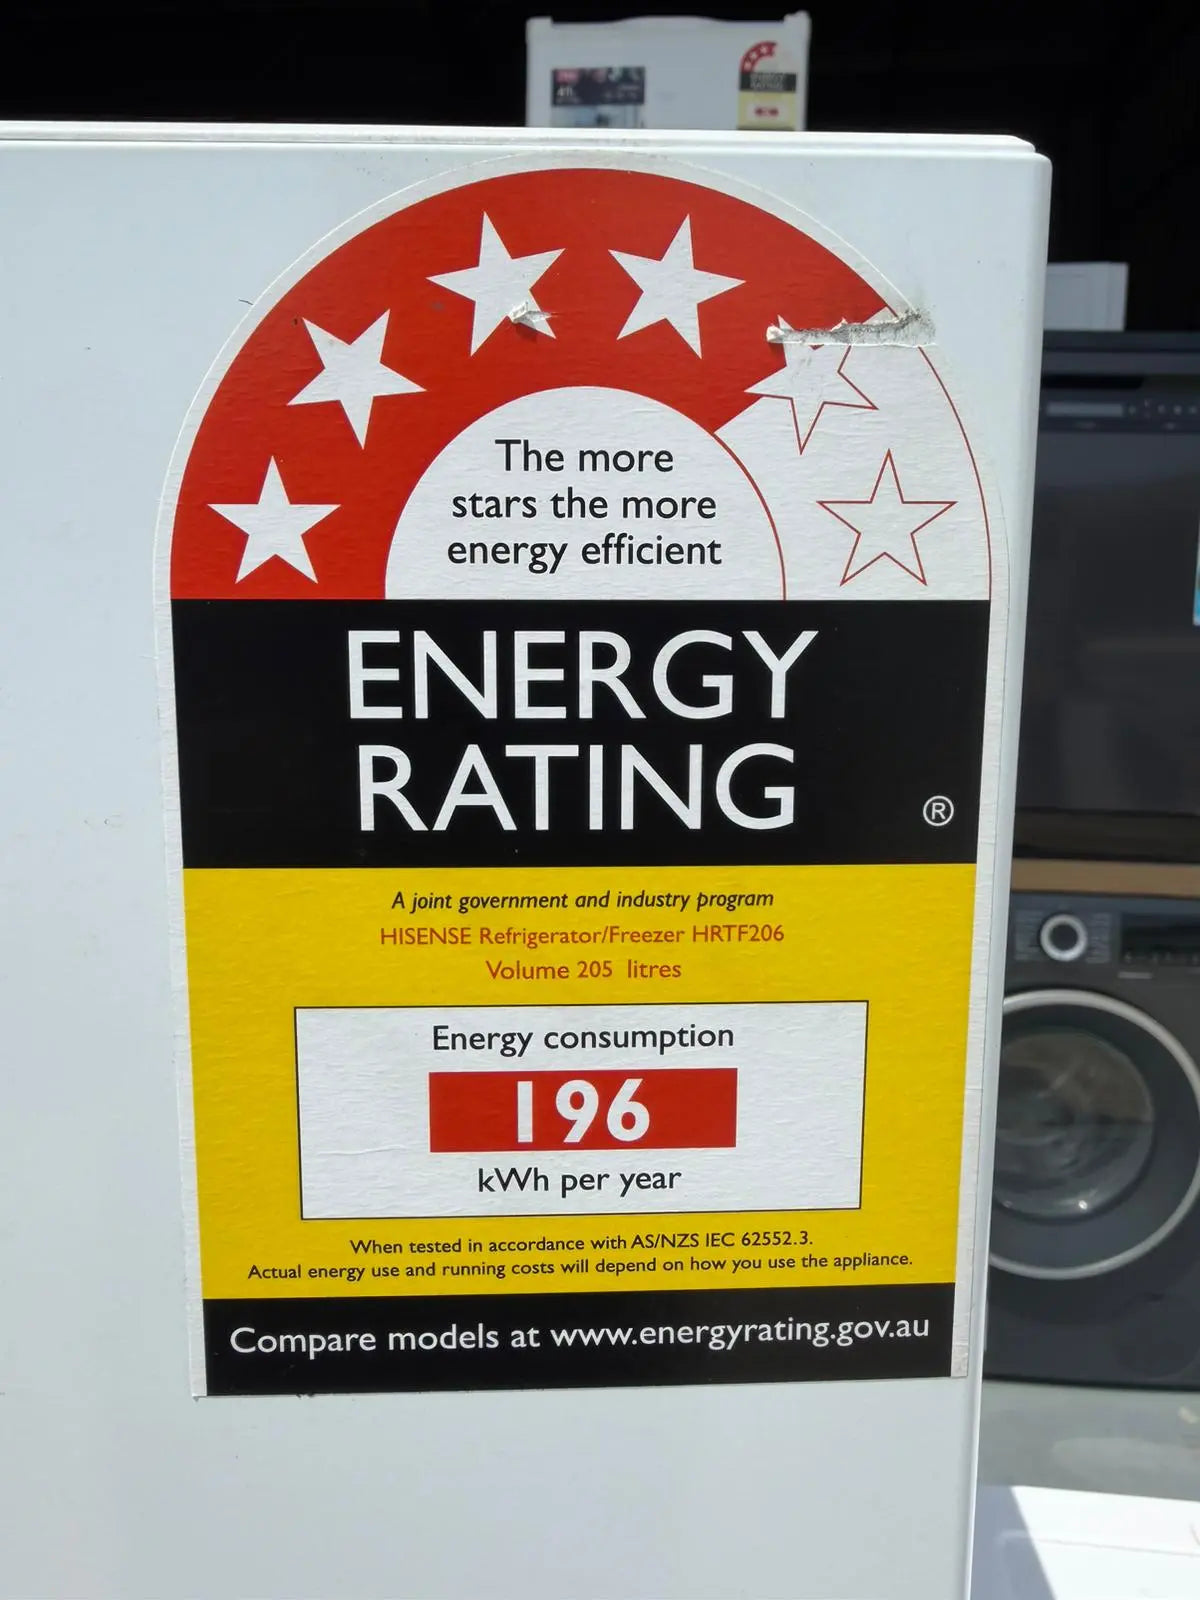 ENERGY
RATING
The more
stars the more
energy efficient
ENERGY
RATING
®
A joint government and industry program
HISENSE Refrigerator/Freezer HRTF206
Volume 205 litres
Energy consumption
196
kWh per year
When tested in accordance with AS/NZS IEC 62552.3.
Actual energy use and running costs will depend on how you use the appliance.
Compare models at www.energyrating.gov.au